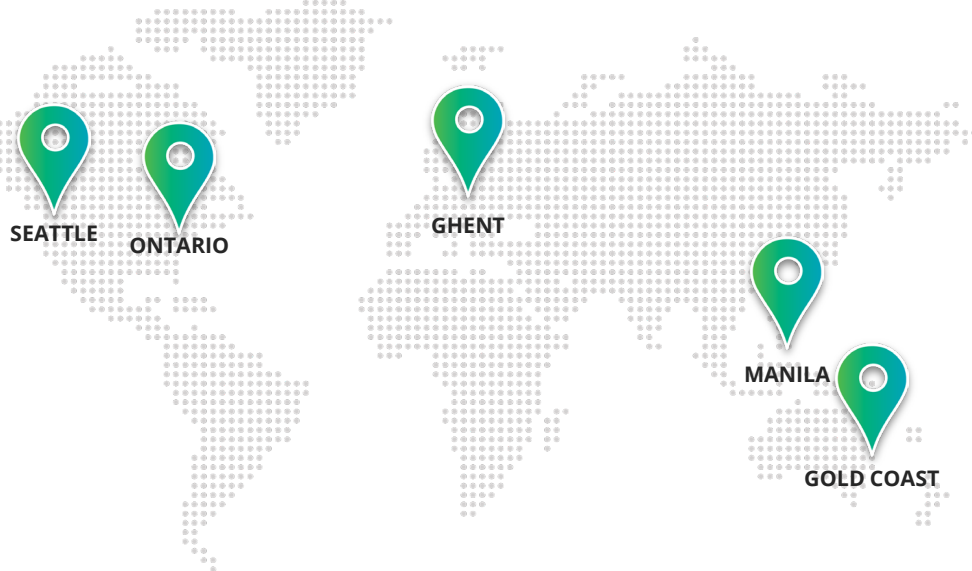 SEATTLE
ONTARIO
GHENT
MANILA
GOLD COAST